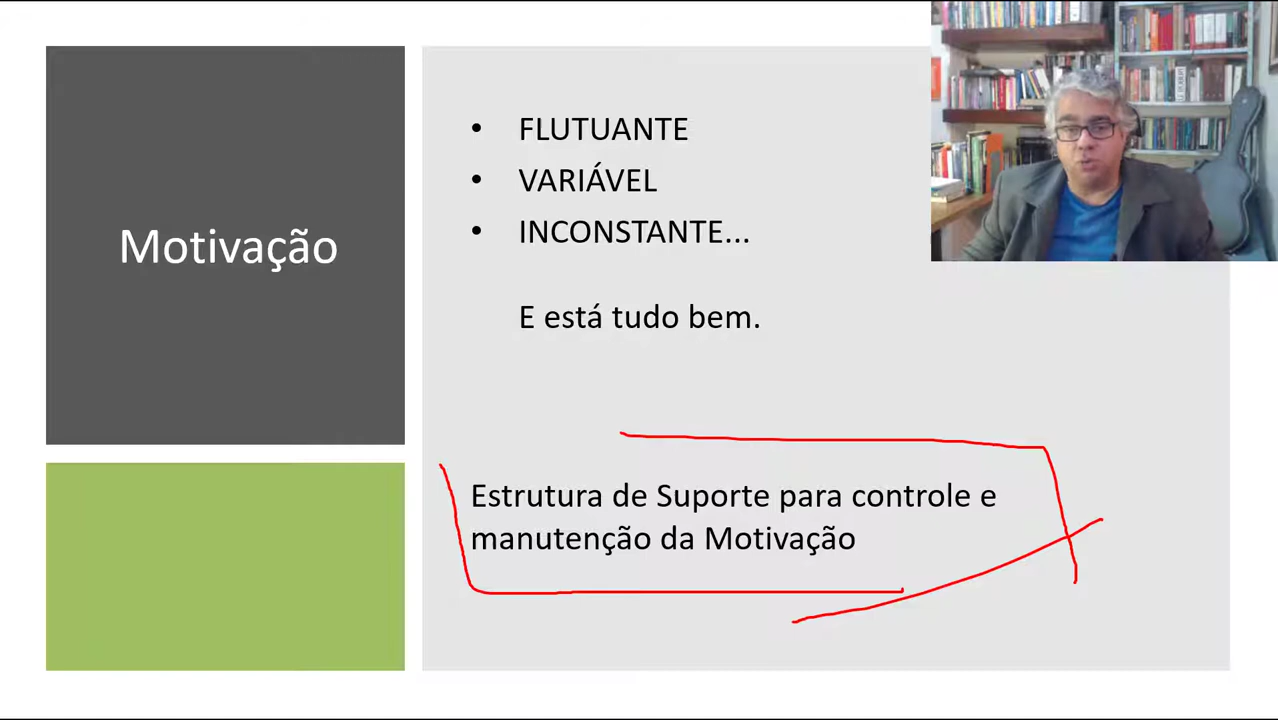 Motivação
• FLUTUANTE
• VARIÁVEL
• INCONSTANTE...
E está tudo bem.
Estrutura de Suporte para controle e
manutenção da Motivação